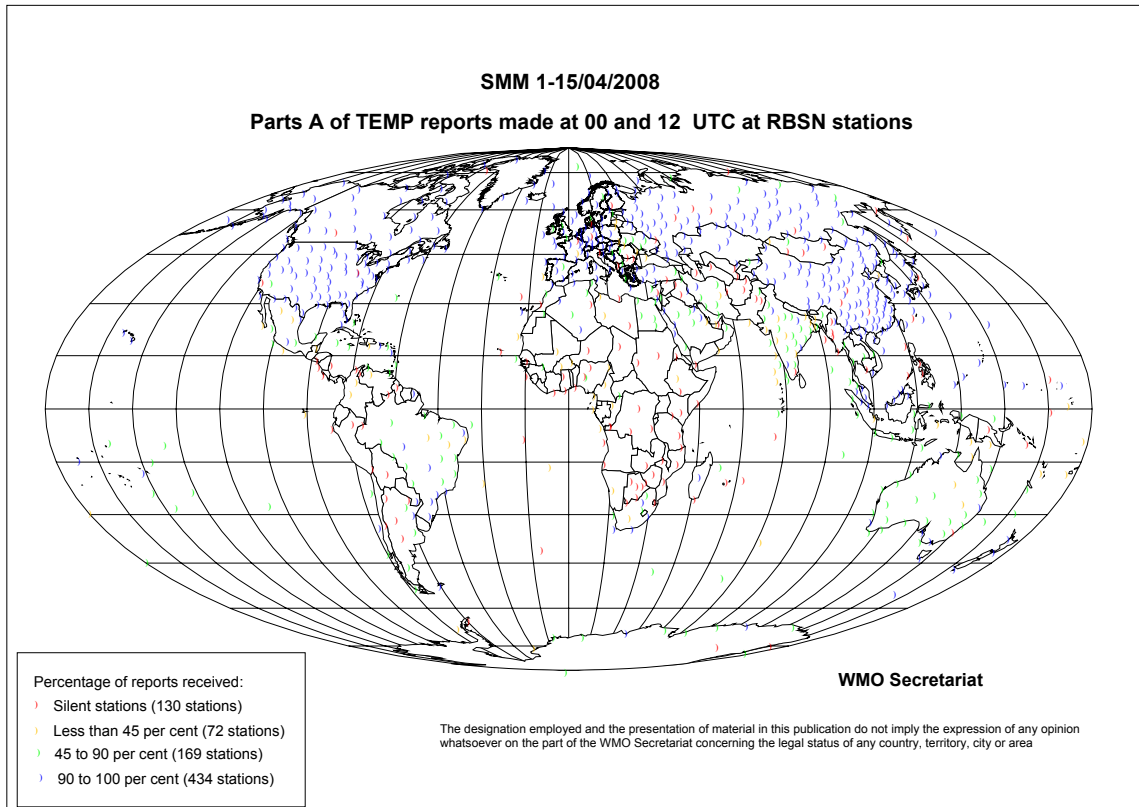 SMM 1-15/04/2008
Parts A of TEMP reports made at 00 and 12 UTC at RBSN stations
WMO Secretariat
Percentage of reports received:
Silent stations (130 stations)
Less than 45 per cent (72 stations)
45 to 90 per cent (169 stations)
90 to 100 per cent (434 stations)
The designation employed and the presentation of material in this publication do not imply the expression of any opinion
whatsoever on the part of the WMO Secretariat concerning the legal status of any country, territory, city or area